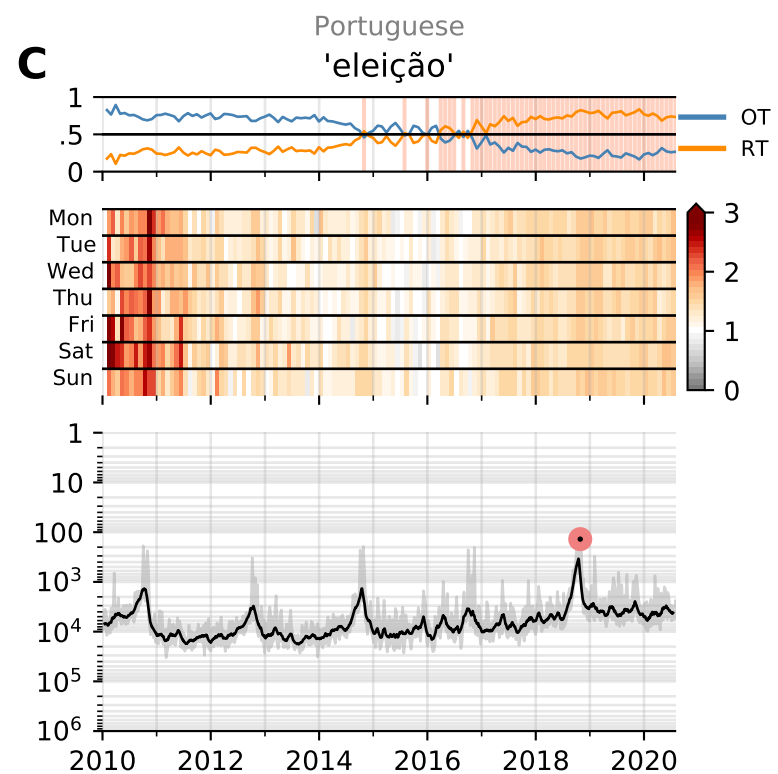 Portuguese
C
'eleição'
1
.5
0
OT
RT
Mon
Tue
Wed
Thu
Fri
Sat
Sun
3
2
1
0
1
10
100
10³
10⁴
10⁵
10⁶
2010 2012 2014 2016 2018 2020